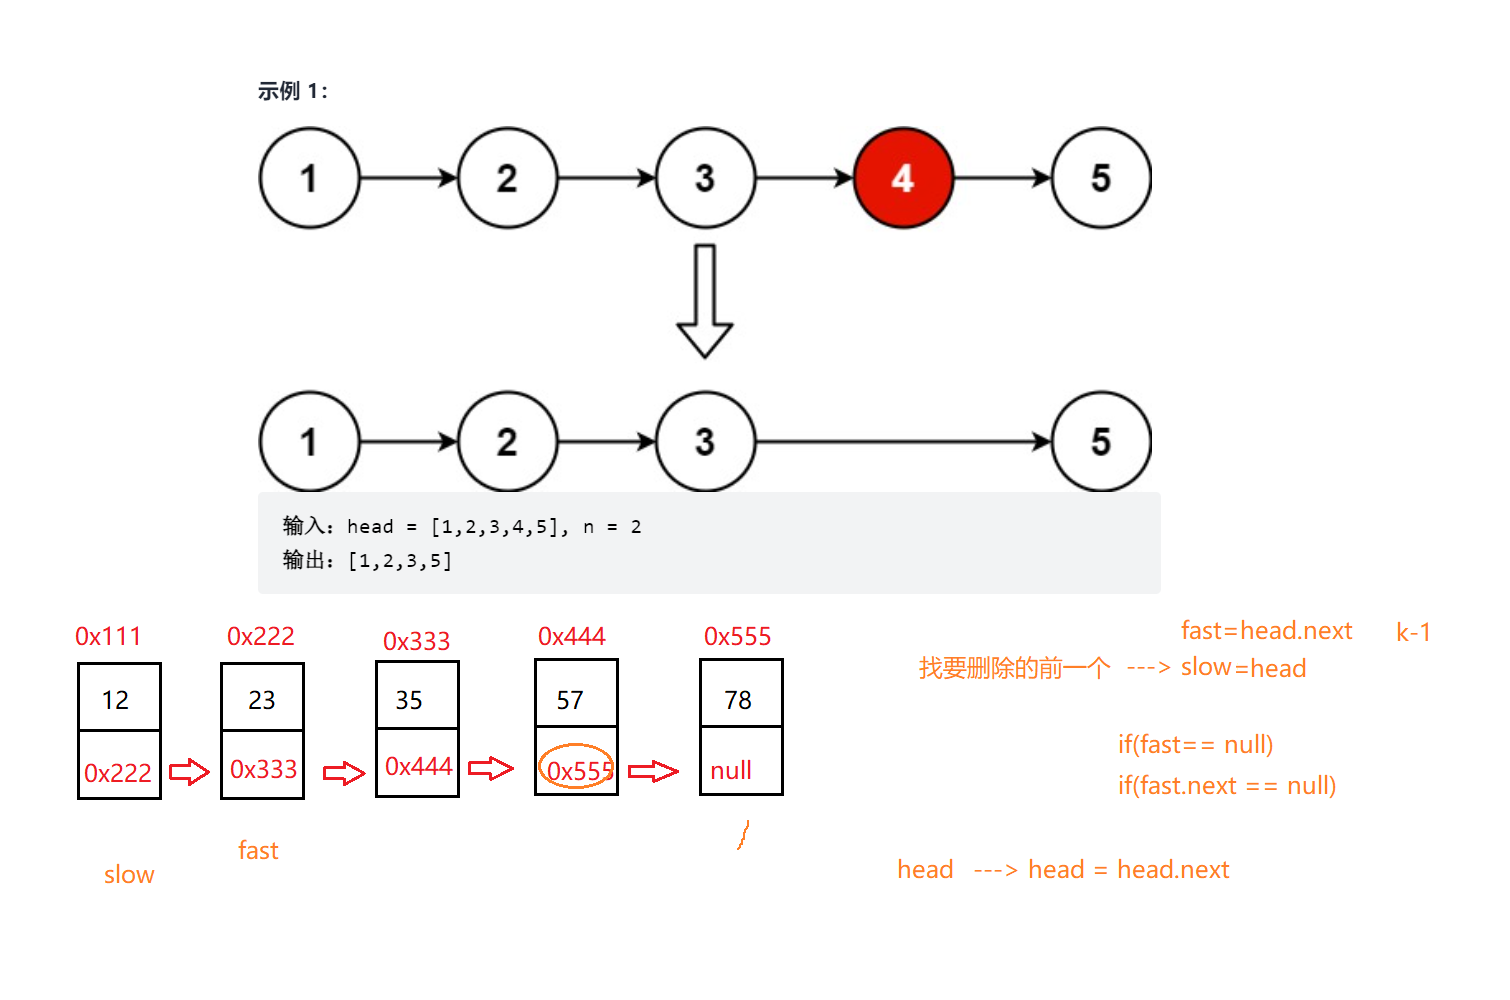 示例 1：
1 2 3 4 5
1 2 3 5
输入：head = [1,2,3,4,5], n = 2
输出：[1,2,3,5]
0x111 0x222 0x333 0x444 0x555
12 23 35 57 78
0x222 0x333 0x444 0x555 null
fast
slow
fast=head.next k-1
找要删除的前一个 ---> slow=head
if(fast== null)
if(fast.next == null)
head ---> head = head.next